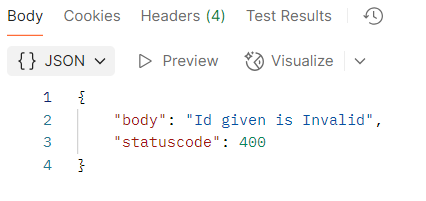 Body Cookies Headers (4) Test Results
{} JSON Preview Visualize
1 {
2 "body": "Id given is Invalid",
3 "statuscode": 400
4 }